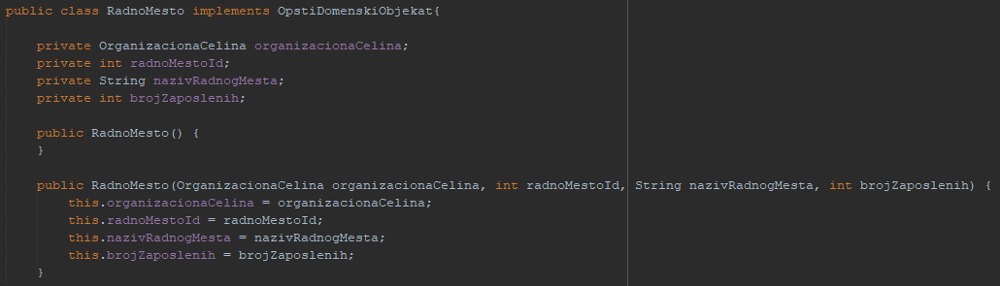 public class RadnoMesto implements OpstiDomenskiObjekat{
private OrganizacionaCelina organizacionaCelina;
private int radnoMestoId;
private String nazivRadnogMesta;
private int brojZaposlenih;
public RadnoMesto() {
}
public RadnoMesto(OrganizacionaCelina organizacionaCelina, int radnoMestoId, String nazivRadnogMesta, int brojZaposlenih) {
this.organizacionaCelina = organizacionaCelina;
this.radnoMestoId = radnoMestoId;
this.nazivRadnogMesta = nazivRadnogMesta;
this.brojZaposlenih = brojZaposlenih;
}